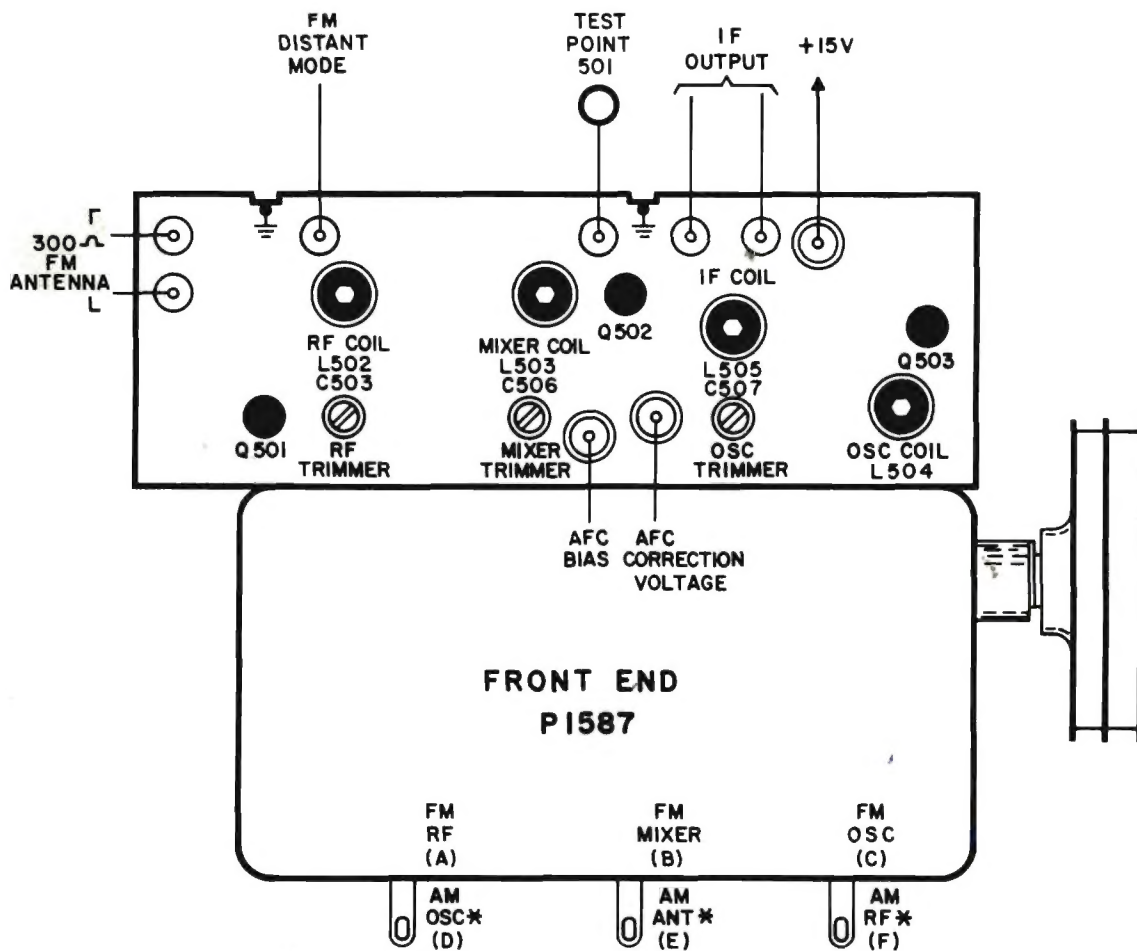 FM
DISTANT
MODE
TEST
POINT
501
IF
OUTPUT
+15V
300 Ω
FM
ANTENNA
RF COIL
L502
C503
MIXER COIL
L503
C506
Q502
IF COIL
L505
C507
Q503
Q501
RF
TRIMMER
MIXER
TRIMMER
OSC
TRIMMER
OSC COIL
L504
AFC
BIAS
AFC
CORRECTION
VOLTAGE
FRONT END
P1587
FM
RF
(A)
FM
MIXER
(B)
FM
OSC
(C)
AM
OSC*
(D)
AM
ANT*
(E)
AM
RF*
(F)